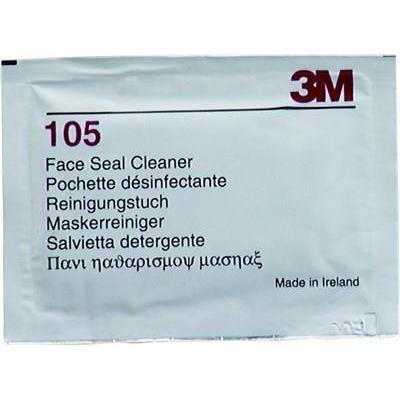 3M
105
Face Seal Cleaner
Pochette désinfectante
Reinigungstuch
Maskerreiniger
Salvietta detergente
Πανι ηαϑαρισμοψ μασηαξ
Made in Ireland